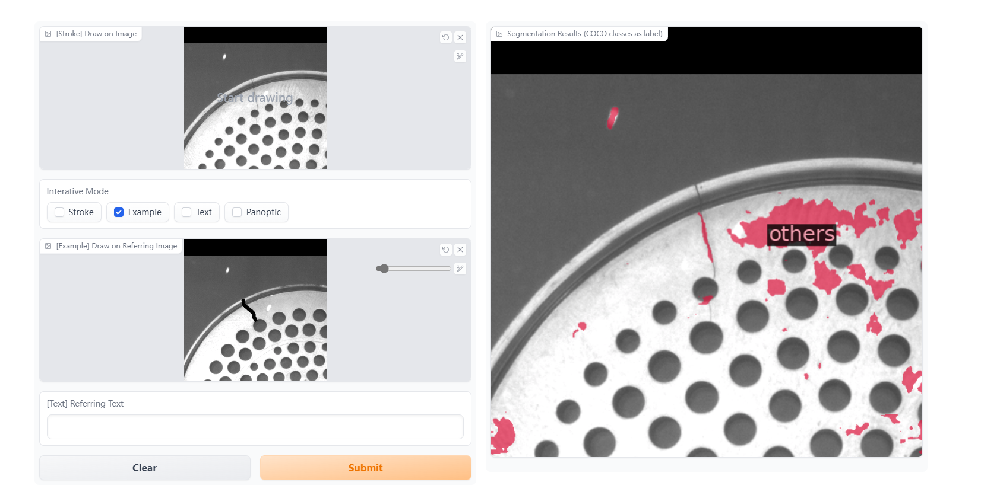 [Stroke] Draw on Image
Start drawing
Interative Mode
Stroke
Example
Text
Panoptic
[Example] Draw on Referring Image
[Text] Referring Text
Clear
Submit
Segmentation Results (COCO classes as label)
others